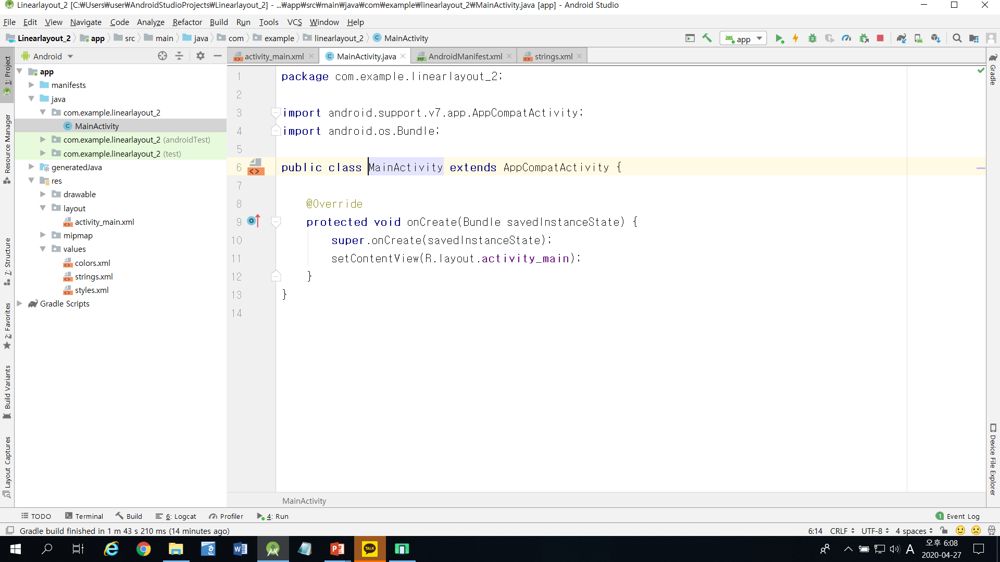 Linearlayout_2 [C:₩Users₩user₩AndroidStudioProjects₩Linearlayout_2] - ...₩app₩src₩main₩java₩com₩example₩linearlayout_2₩MainActivity.java [app] - Android Studio
File Edit View Navigate Code Analyze Refactor Build Run Tools VCS Window Help
Linearlayout_2 app src main java com example linearlayout_2 MainActivity
app
Android
activity_main.xml MainActivity.java AndroidManifest.xml strings.xml
1: Project
Resource Manager
7: Structure
2: Favorites
Build Variants
Layout Captures
app
manifests
java
com.example.linearlayout_2
MainActivity
com.example.linearlayout_2 (androidTest)
com.example.linearlayout_2 (test)
generatedJava
res
drawable
layout
activity_main.xml
mipmap
values
colors.xml
strings.xml
styles.xml
Gradle Scripts
1 package com.example.linearlayout_2;
2
3 import android.support.v7.app.AppCompatActivity;
4 import android.os.Bundle;
5
6 public class MainActivity extends AppCompatActivity {
7
8 @Override
9 protected void onCreate(Bundle savedInstanceState) {
10 super.onCreate(savedInstanceState);
11 setContentView(R.layout.activity_main);
12 }
13 }
14
Gradle
Device File Explorer
MainActivity
TODO Terminal Build 6: Logcat Profiler 4: Run
1 Event Log
Gradle build finished in 1 m 43 s 210 ms (14 minutes ago)
6:14 CRLF UTF-8 4 spaces
TALK
A
오후 6:08
2020-04-27